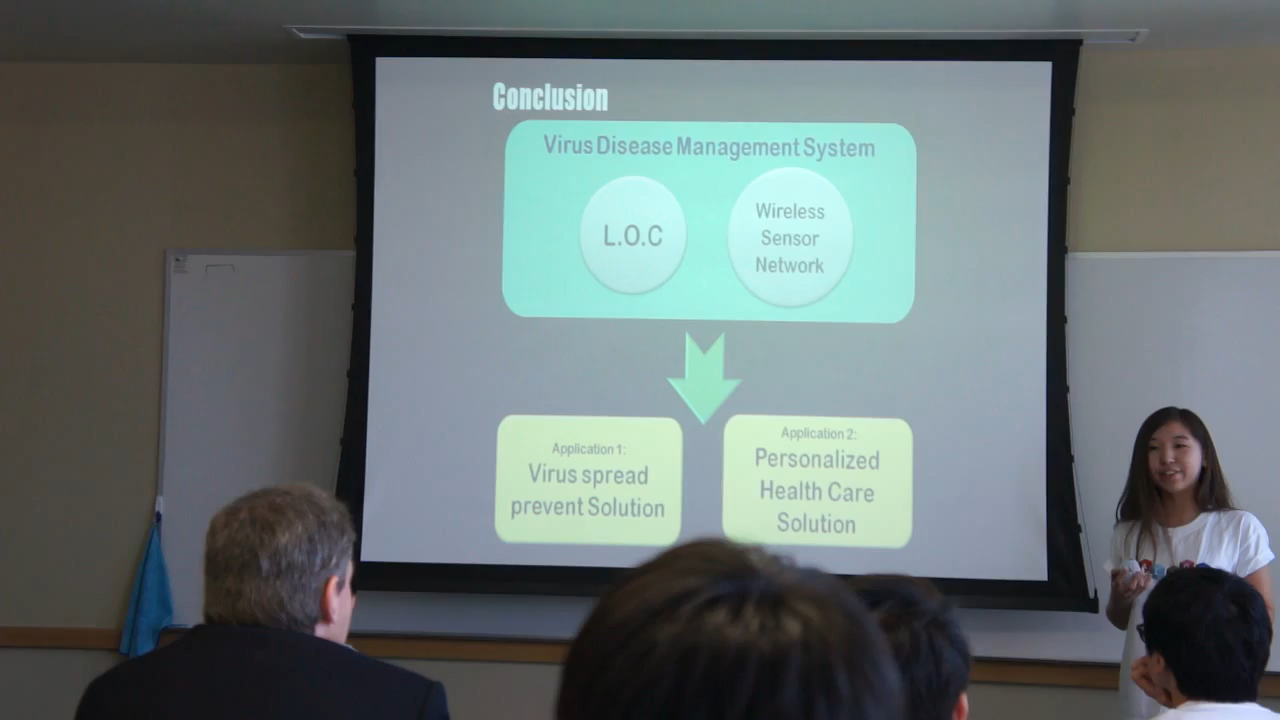 Conclusion
Virus Disease Management System
L.O.C
Wireless
Sensor
Network
Application 1:
Virus spread
prevent Solution
Application 2:
Personalized
Health Care
Solution